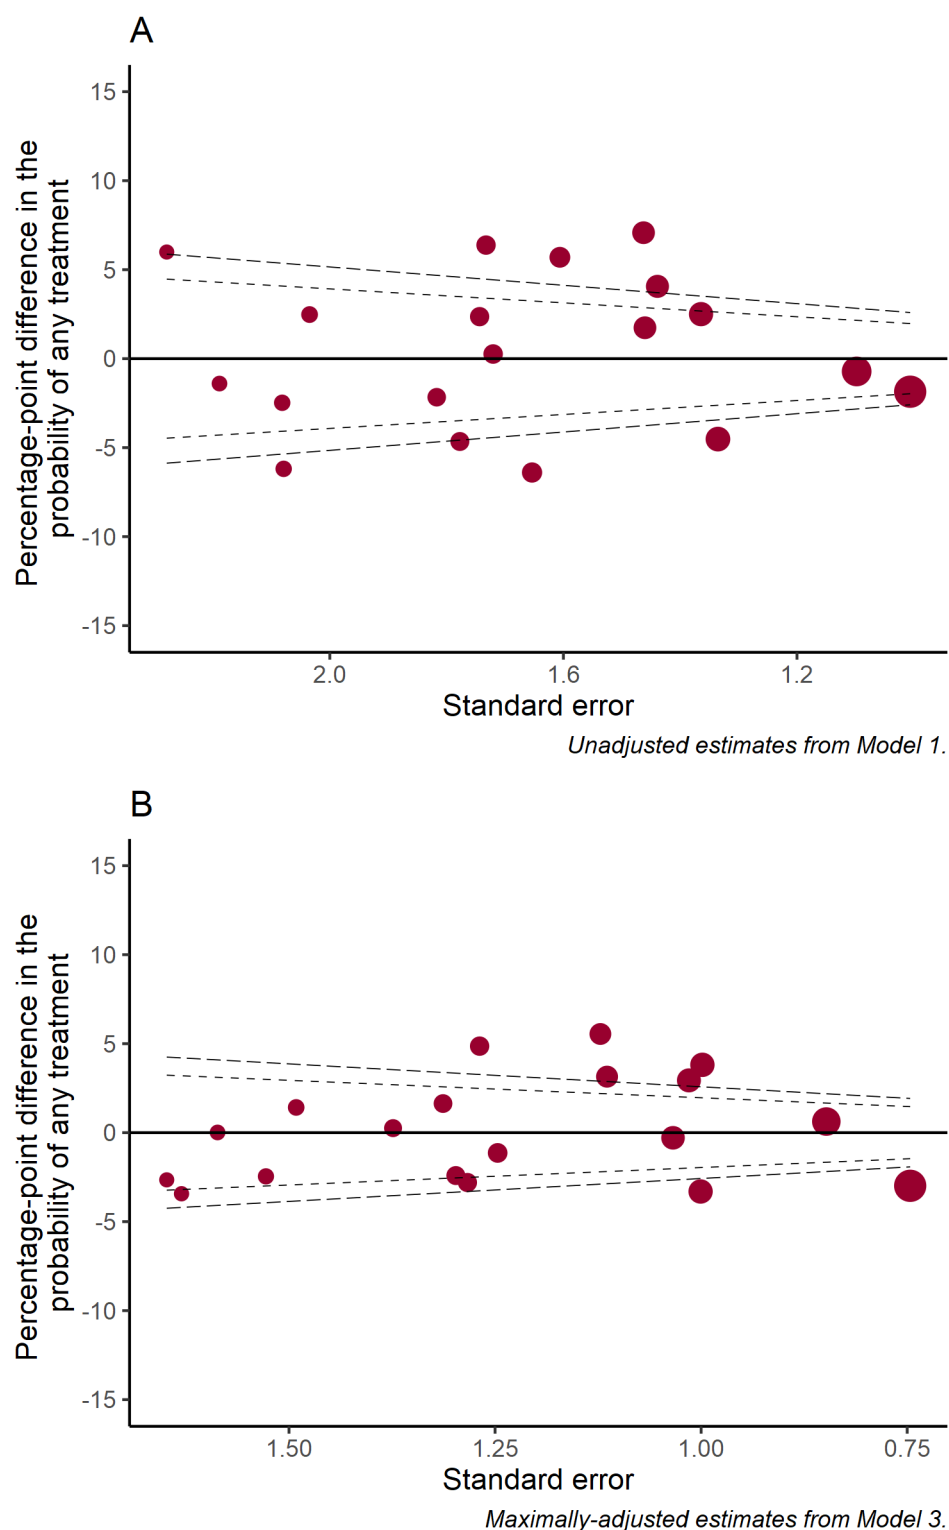 A
Percentage-point difference in the
probability of any treatment
15
10
5
0
-5
-10
-15
2.0
1.6
1.2
Standard error
Unadjusted estimates from Model 1.
B
Percentage-point difference in the
probability of any treatment
15
10
5
0
-5
-10
-15
1.50
1.25
1.00
0.75
Standard error
Maximally-adjusted estimates from Model 3.